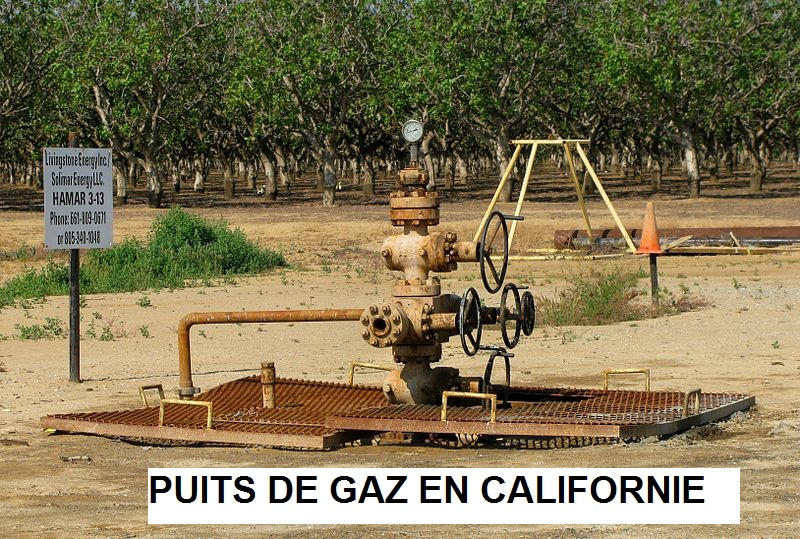 Livingstone Energy Inc./
Solimar Energy LLC.
HAMAR 3-13
Phone: 661-809-0671
or 805-340-1048
PUITS DE GAZ EN CALIFORNIE